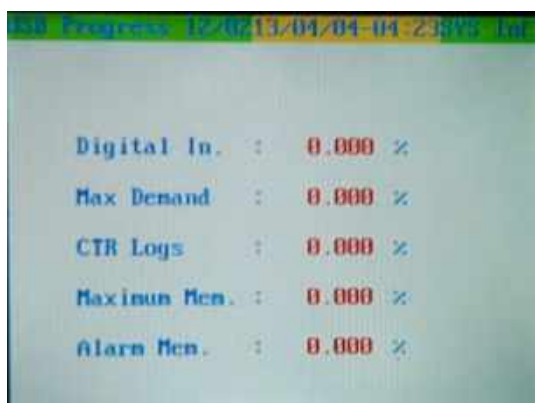 USB Progress 12/02 13/04/04-04:23 SYS Inf
Digital In. : 0.000 %
Max Demand : 0.000 %
CTR Logs : 0.000 %
Maximum Mem. : 0.000 %
Alarm Mem. : 0.000 %